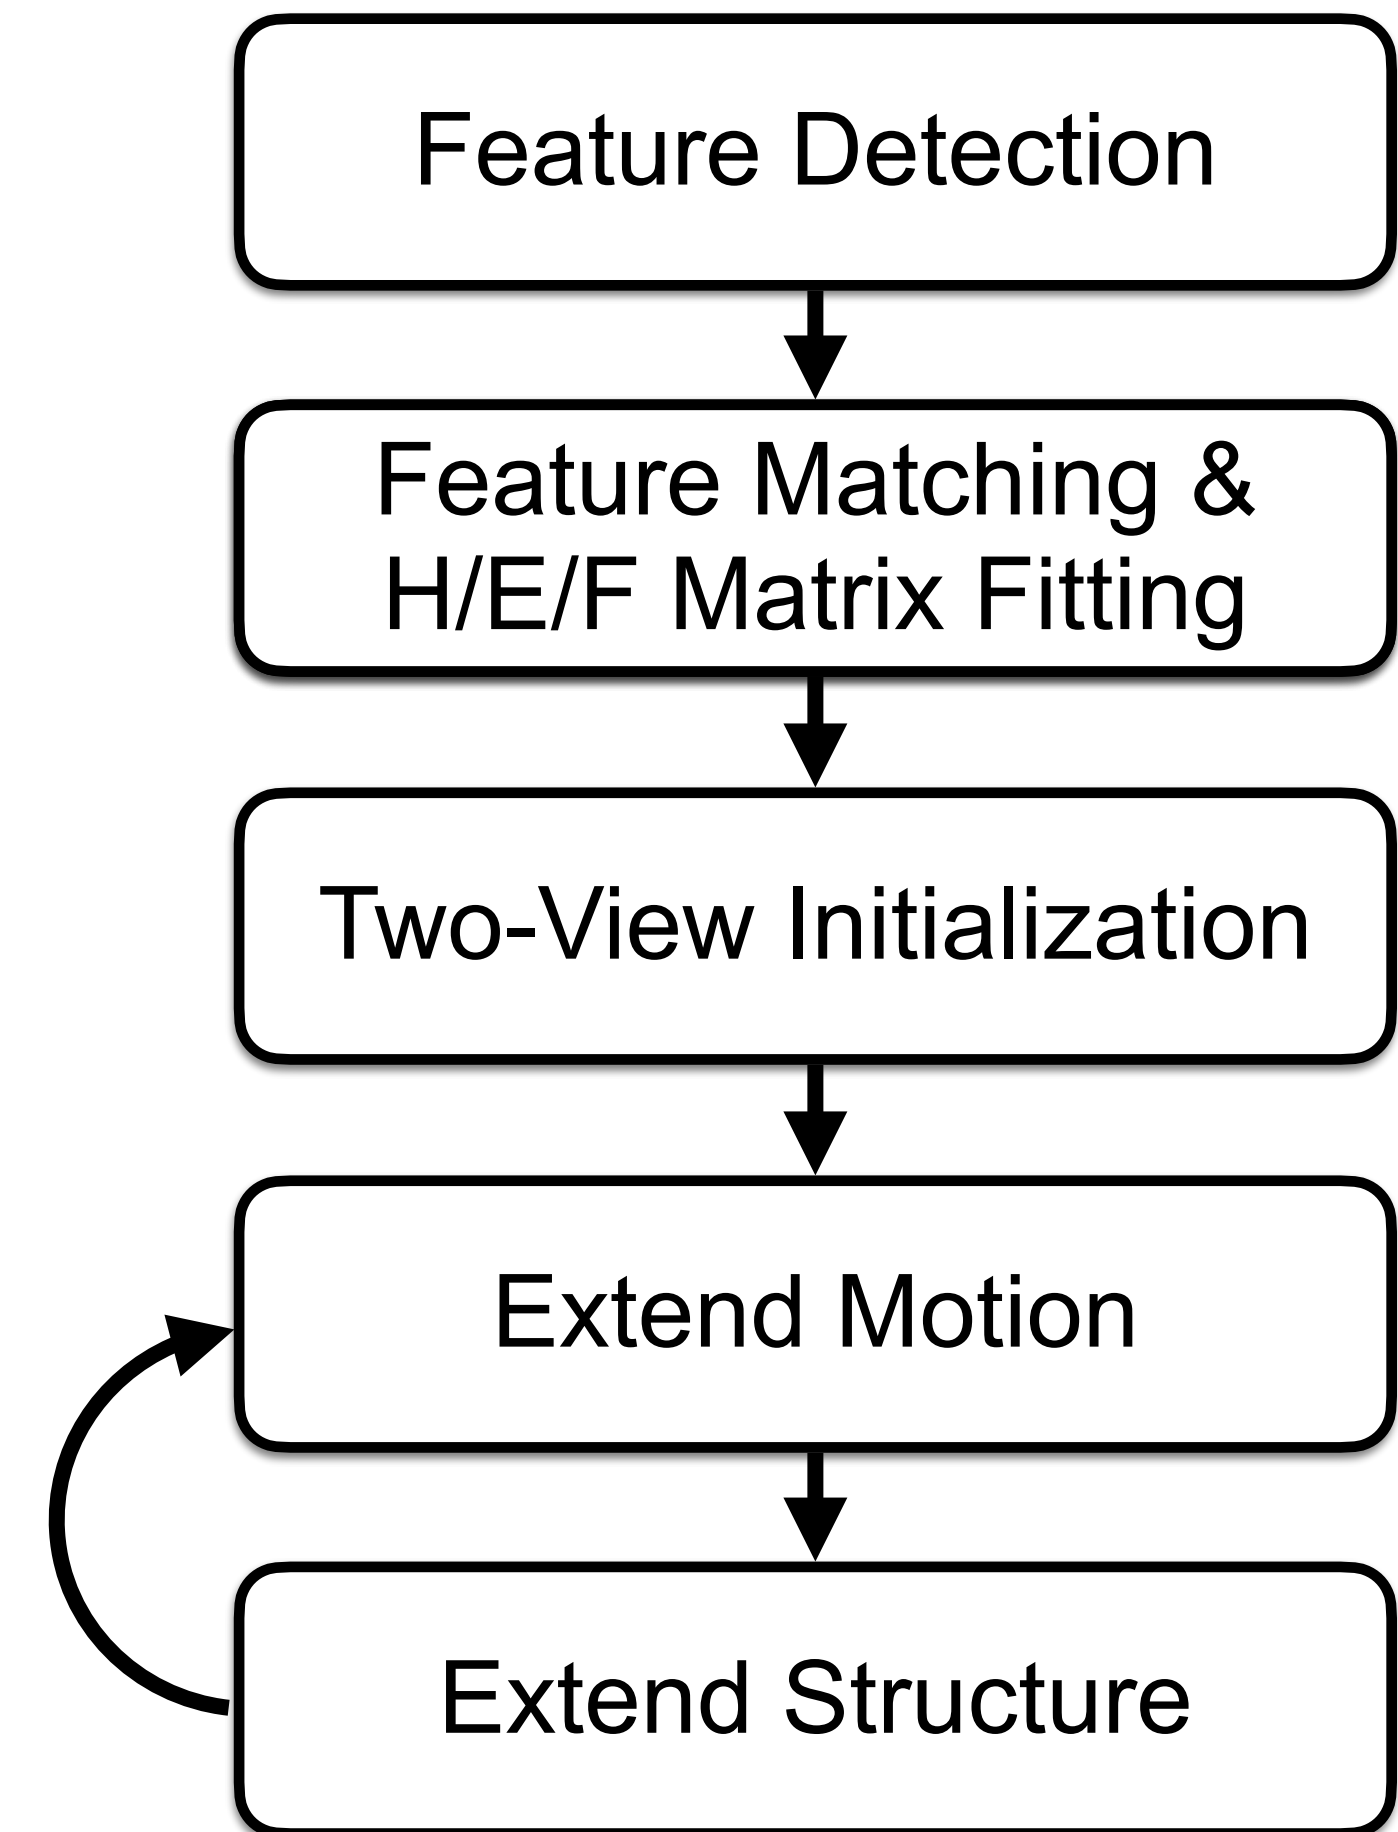 Feature Detection
Feature Matching &
H/E/F Matrix Fitting
Two-View Initialization
Extend Motion
Extend Structure